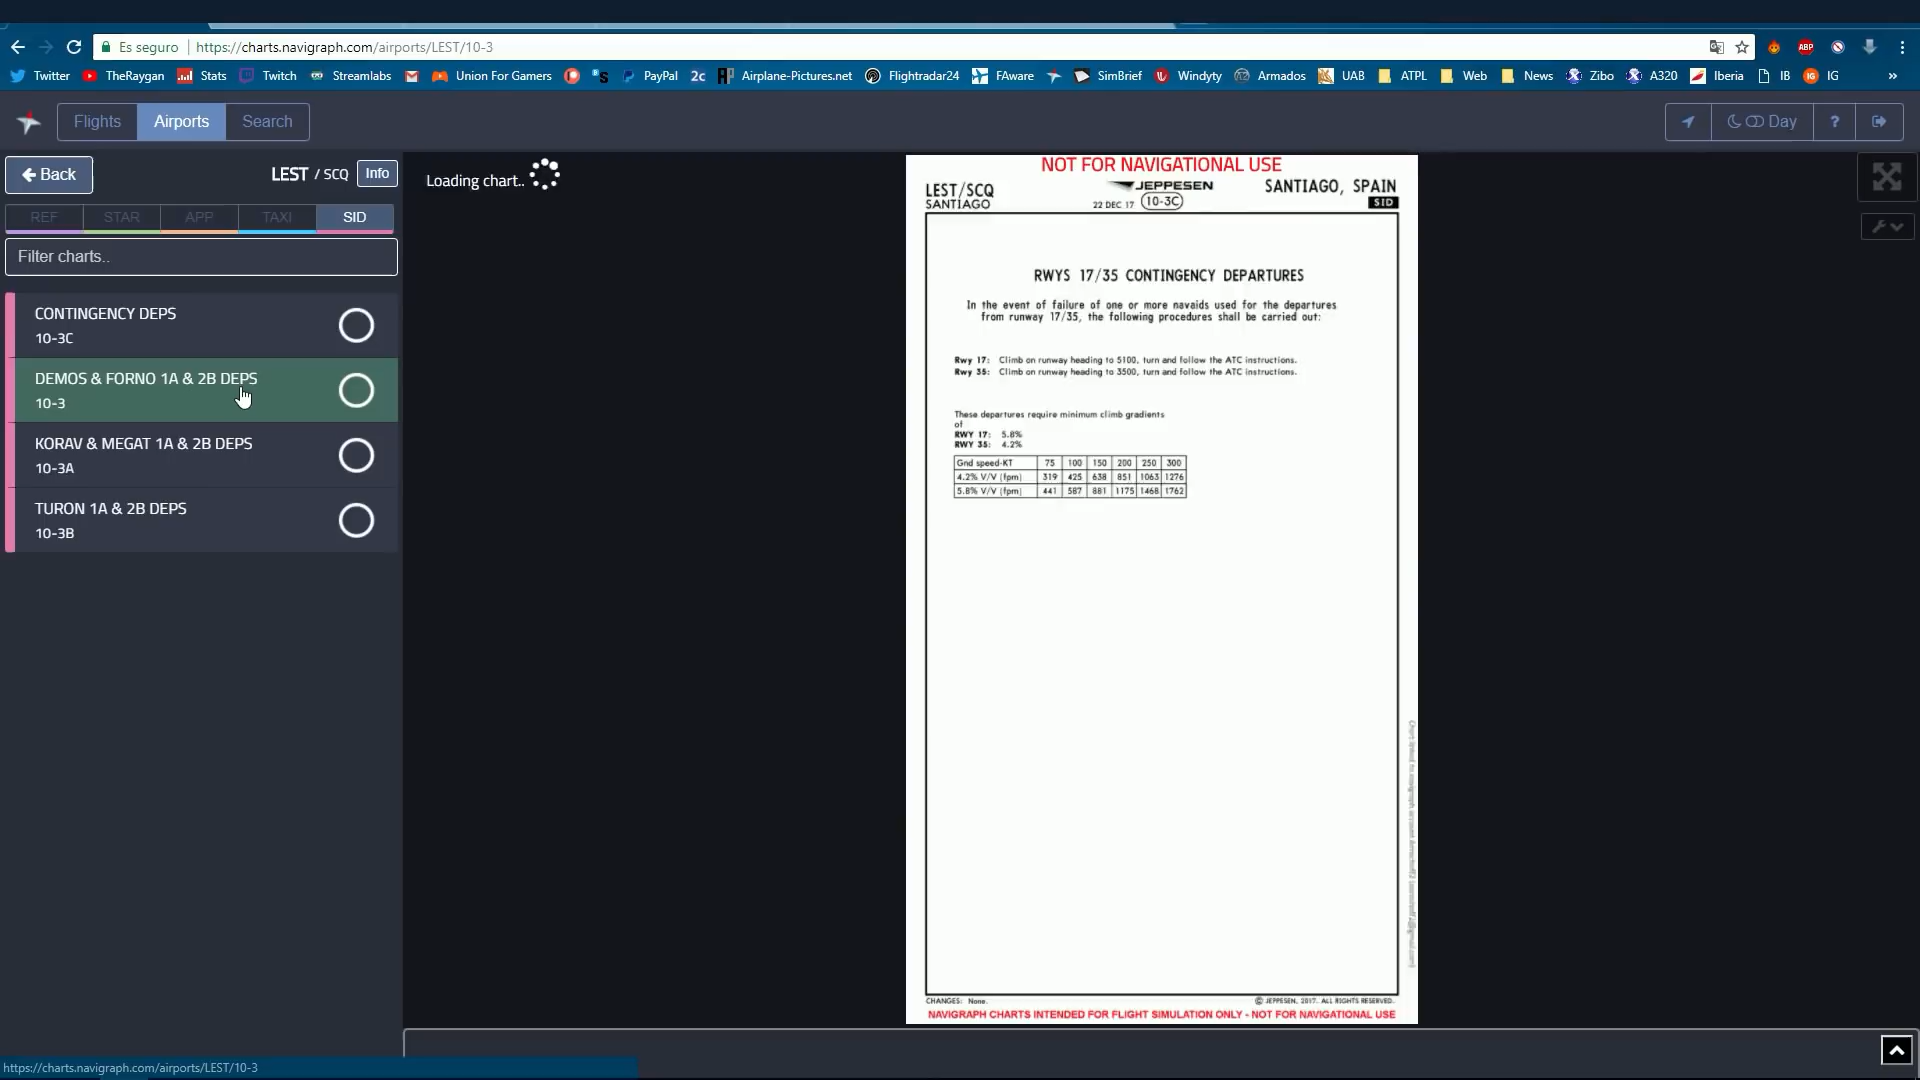 Es seguro https://charts.navigraph.com/airports/LEST/10-3
Twitter TheRaygan Stats Twitch Streamlabs Union For Gamers PayPal 2c Airplane-Pictures.net Flightradar24 FAware SimBrief Windyty Armados UAB ATPL Web News Zibo A320 Iberia IB IG »
Flights Airports Search Day ?
Back LEST / SCQ Info
REF STAR APP TAXI SID
Filter charts..
CONTINGENCY DEPS
10-3C
DEMOS & FORNO 1A & 2B DEPS
10-3
KORAV & MEGAT 1A & 2B DEPS
10-3A
TURON 1A & 2B DEPS
10-3B
Loading chart..
NOT FOR NAVIGATIONAL USE
LEST/SCQ JEPPESEN SANTIAGO, SPAIN
SANTIAGO 22 DEC 17 10-3C SID
RWYS 17/35 CONTINGENCY DEPARTURES
In the event of failure of one or more navaids used for the departures
from runway 17/35, the following procedures shall be carried out:
Rwy 17: Climb on runway heading to 5100, turn and follow the ATC instructions.
Rwy 35: Climb on runway heading to 3500, turn and follow the ATC instructions.
These departures require minimum climb gradients
of
RWY 17: 5.8%
RWY 35: 4.2%
Gnd speed-KT 75 100 150 200 250 300
4.2% V/V (fpm) 319 425 638 851 1063 1276
5.8% V/V (fpm) 441 587 881 1175 1468 1762
CHANGES: None. © JEPPESEN, 2017. ALL RIGHTS RESERVED.
NAVIGRAPH CHARTS INTENDED FOR FLIGHT SIMULATION ONLY - NOT FOR NAVIGATIONAL USE
https://charts.navigraph.com/airports/LEST/10-3